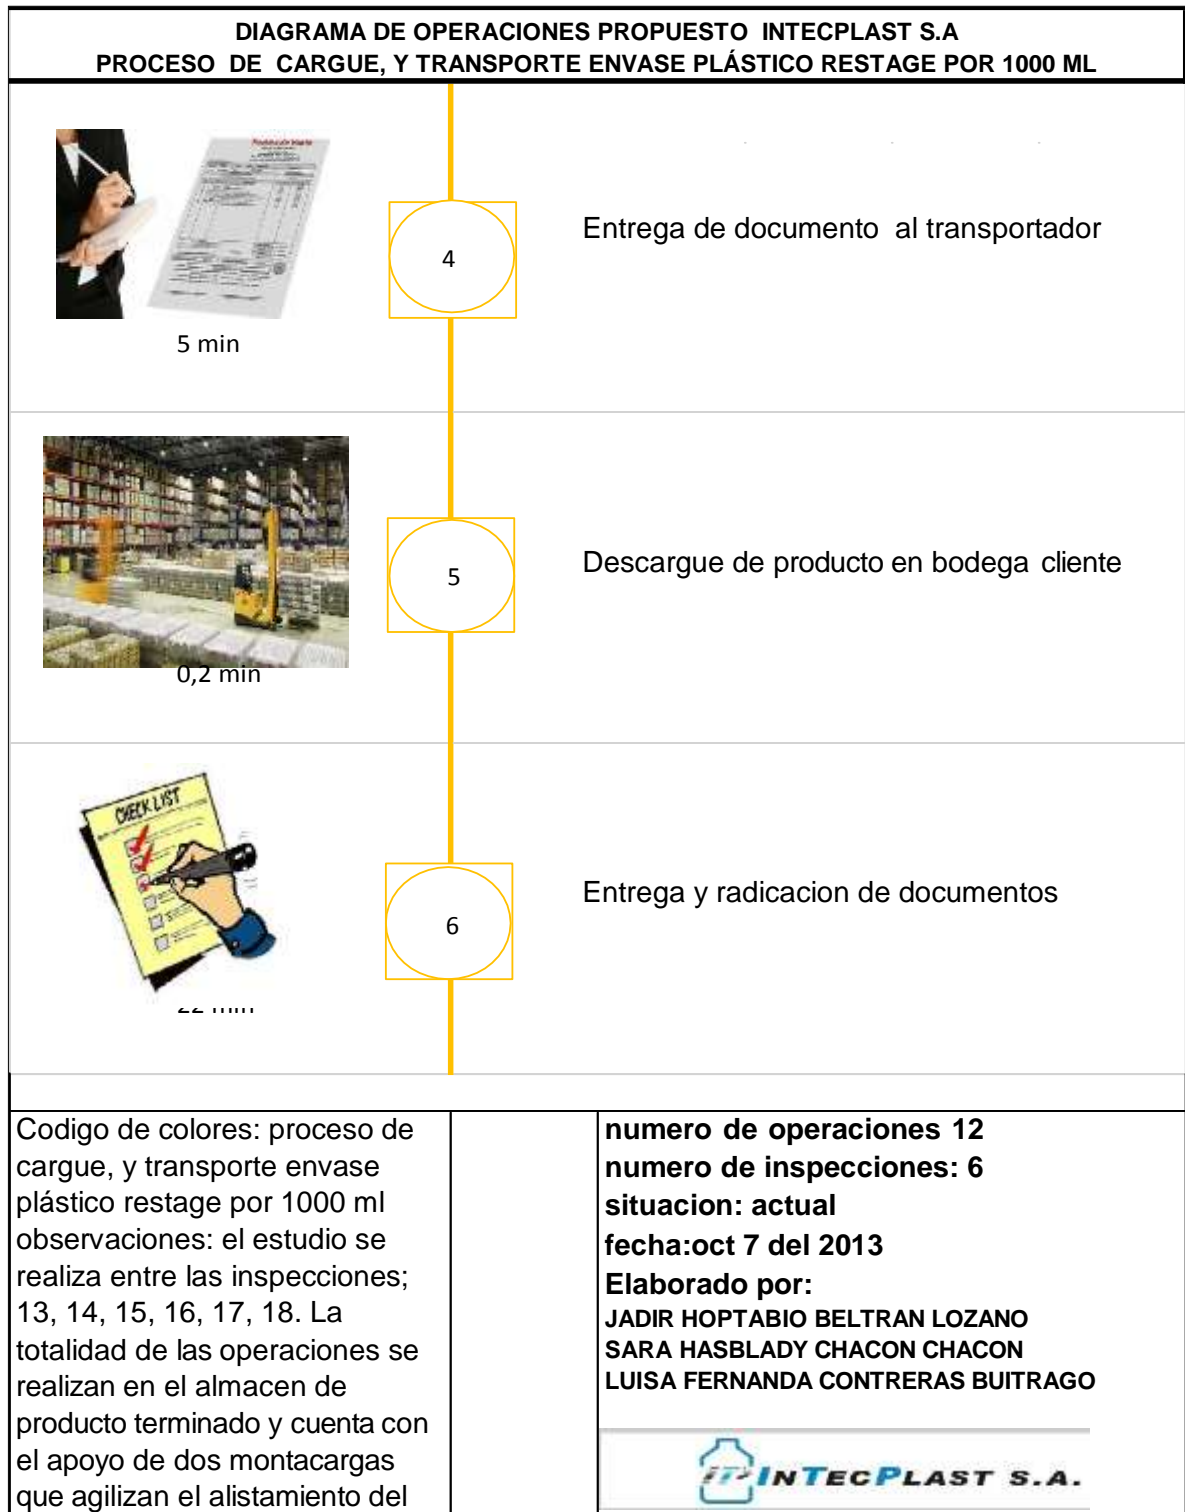 DIAGRAMA DE OPERACIONES PROPUESTO INTECPLAST S.A
PROCESO DE CARGUE, Y TRANSPORTE ENVASE PLÁSTICO RESTAGE POR 1000 ML
4
Entrega de documento al transportador
5 min
5
Descargue de producto en bodega cliente
0,2 min
CHECK LIST
6
Entrega y radicacion de documentos
22 min
Codigo de colores: proceso de
cargue, y transporte envase
plástico restage por 1000 ml
observaciones: el estudio se
realiza entre las inspecciones;
13, 14, 15, 16, 17, 18. La
totalidad de las operaciones se
realizan en el almacen de
producto terminado y cuenta con
el apoyo de dos montacargas
que agilizan el alistamiento del
numero de operaciones 12
numero de inspecciones: 6
situacion: actual
fecha:oct 7 del 2013
Elaborado por:
JADIR HOPTABIO BELTRAN LOZANO
SARA HASBLADY CHACON CHACON
LUISA FERNANDA CONTRERAS BUITRAGO
INTECPLAST S.A.